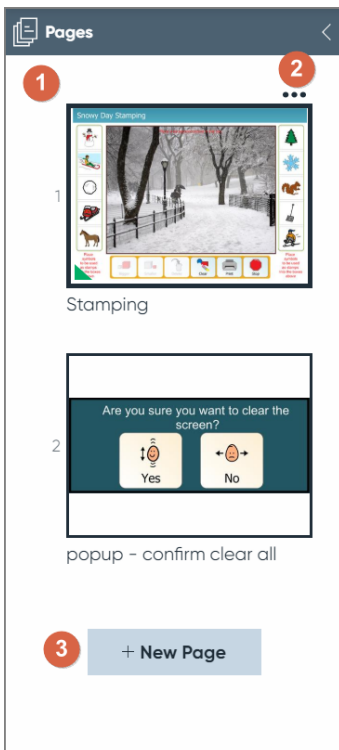 Pages
1
2
Snowy Day Stamping
1
Clear
Print
Stop
Stamping
Are you sure you want to clear the
screen?
2
Yes
No
popup - confirm clear all
3
+ New Page